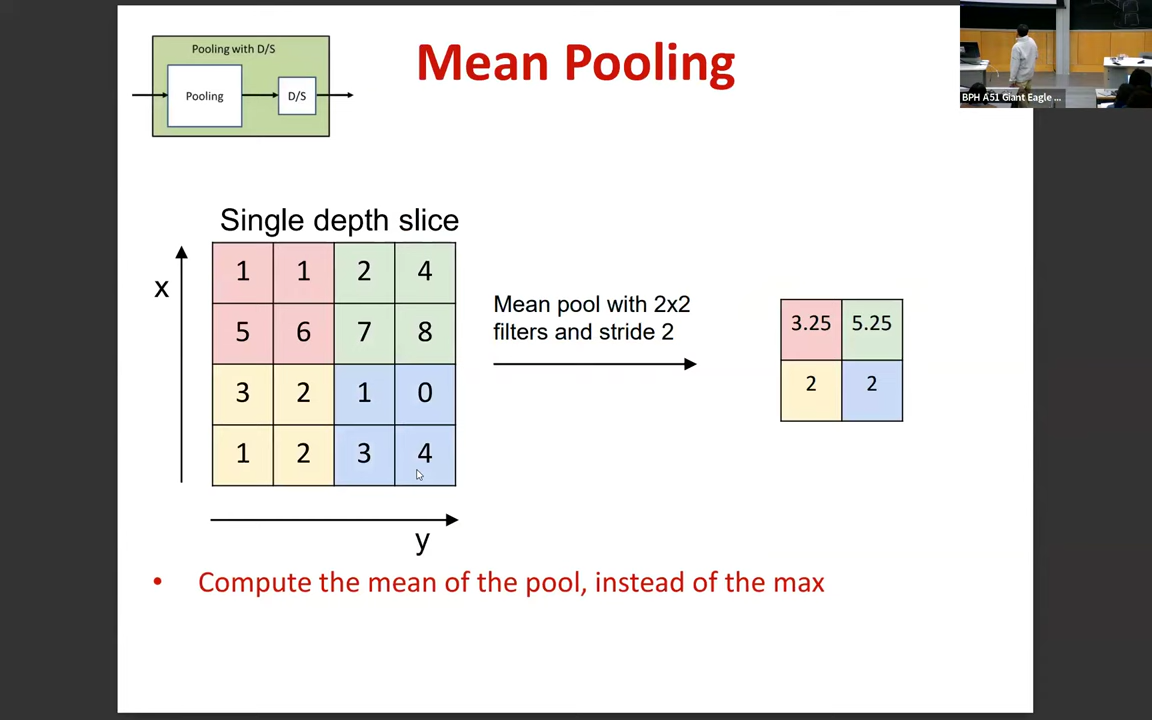 Pooling with D/S
Pooling
D/S
Mean Pooling
BPH A51 Giant Eagle ...
Single depth slice
x
1 1 2 4
5 6 7 8
3 2 1 0
1 2 3 4
y
Mean pool with 2x2
filters and stride 2
3.25 5.25
2 2
• Compute the mean of the pool, instead of the max